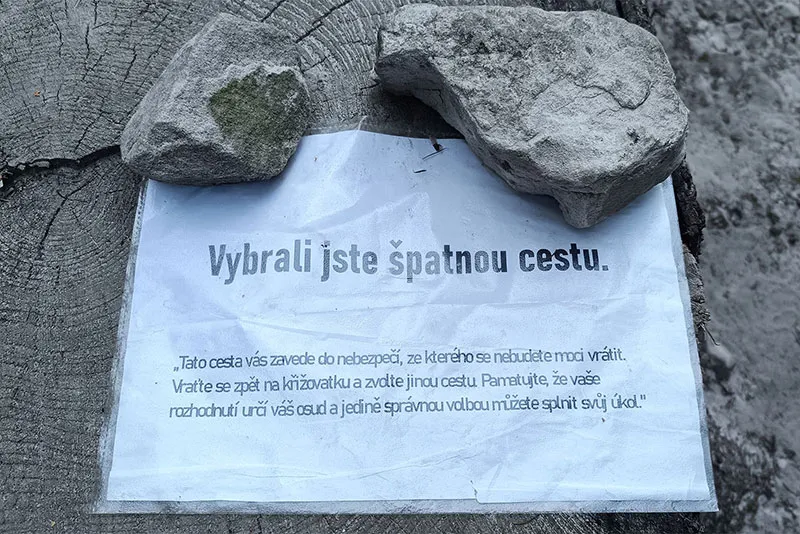 Vybrali jste špatnou cestu.
„Tato cesta vás zavede do nebezpečí, ze kterého se nebudete moci vrátit.
Vraťte se zpět na křižovatku a zvolte jinou cestu. Pamatujte, že vaše
rozhodnutí určí váš osud a jedině správnou volbou můžete splnit svůj úkol."